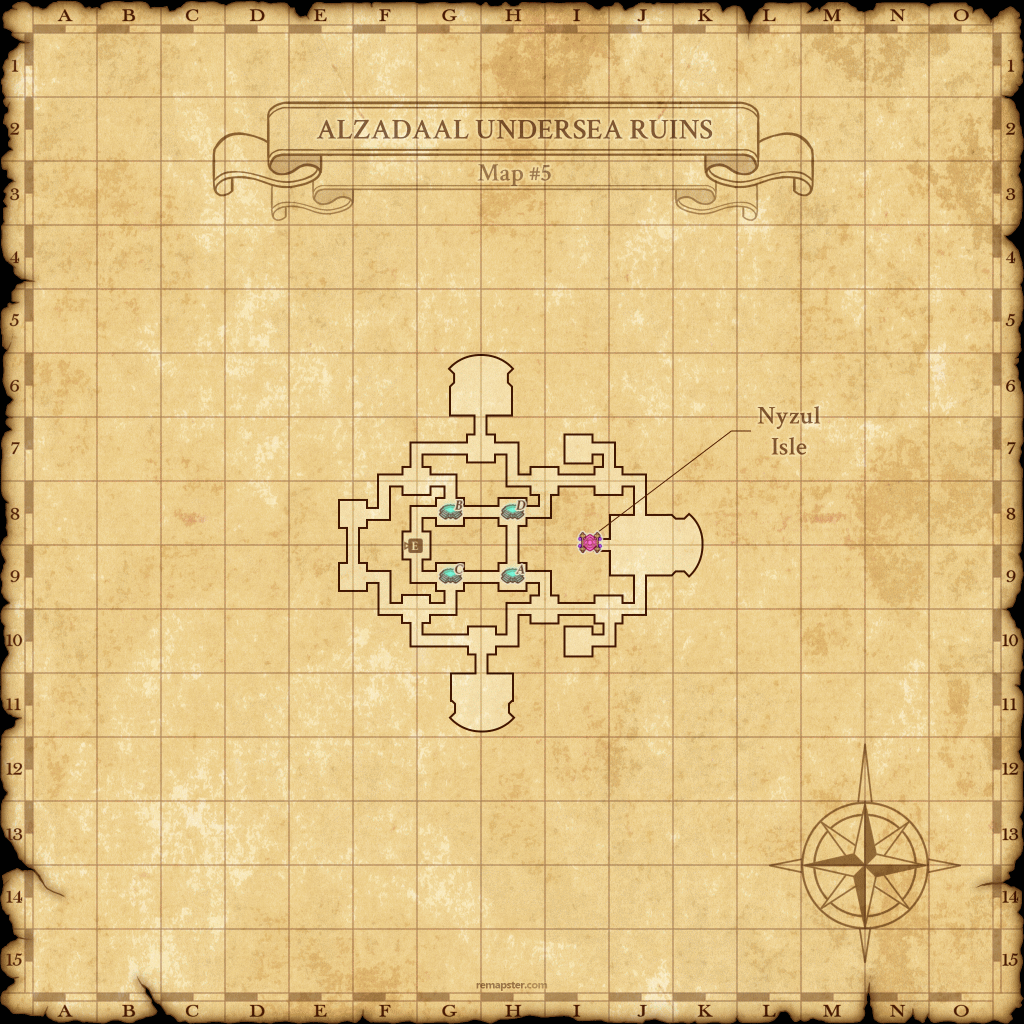 A B C D E F G H I J K L M N O
1 1
ALZADAAL UNDERSEA RUINS
2 2
Map #5
3 3
4 4
5 5
6 6
Nyzul
Isle
7 7
B D
8 8
E
C A
9 9
10 10
11 11
12 12
13 13
14 14
15 15
remapster.com
A B C D E F G H I J K L M N O